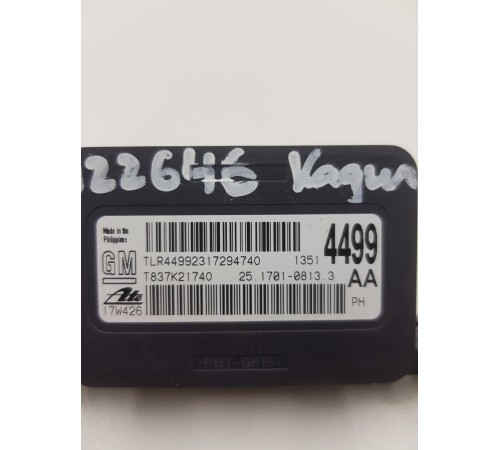 22646
Made in the
Philippines
GM
TLR44992317294740 1351 4499
T837K21740 25.1701-0813.3 AA
Ate
17W426 PH
>PBT-GF15<